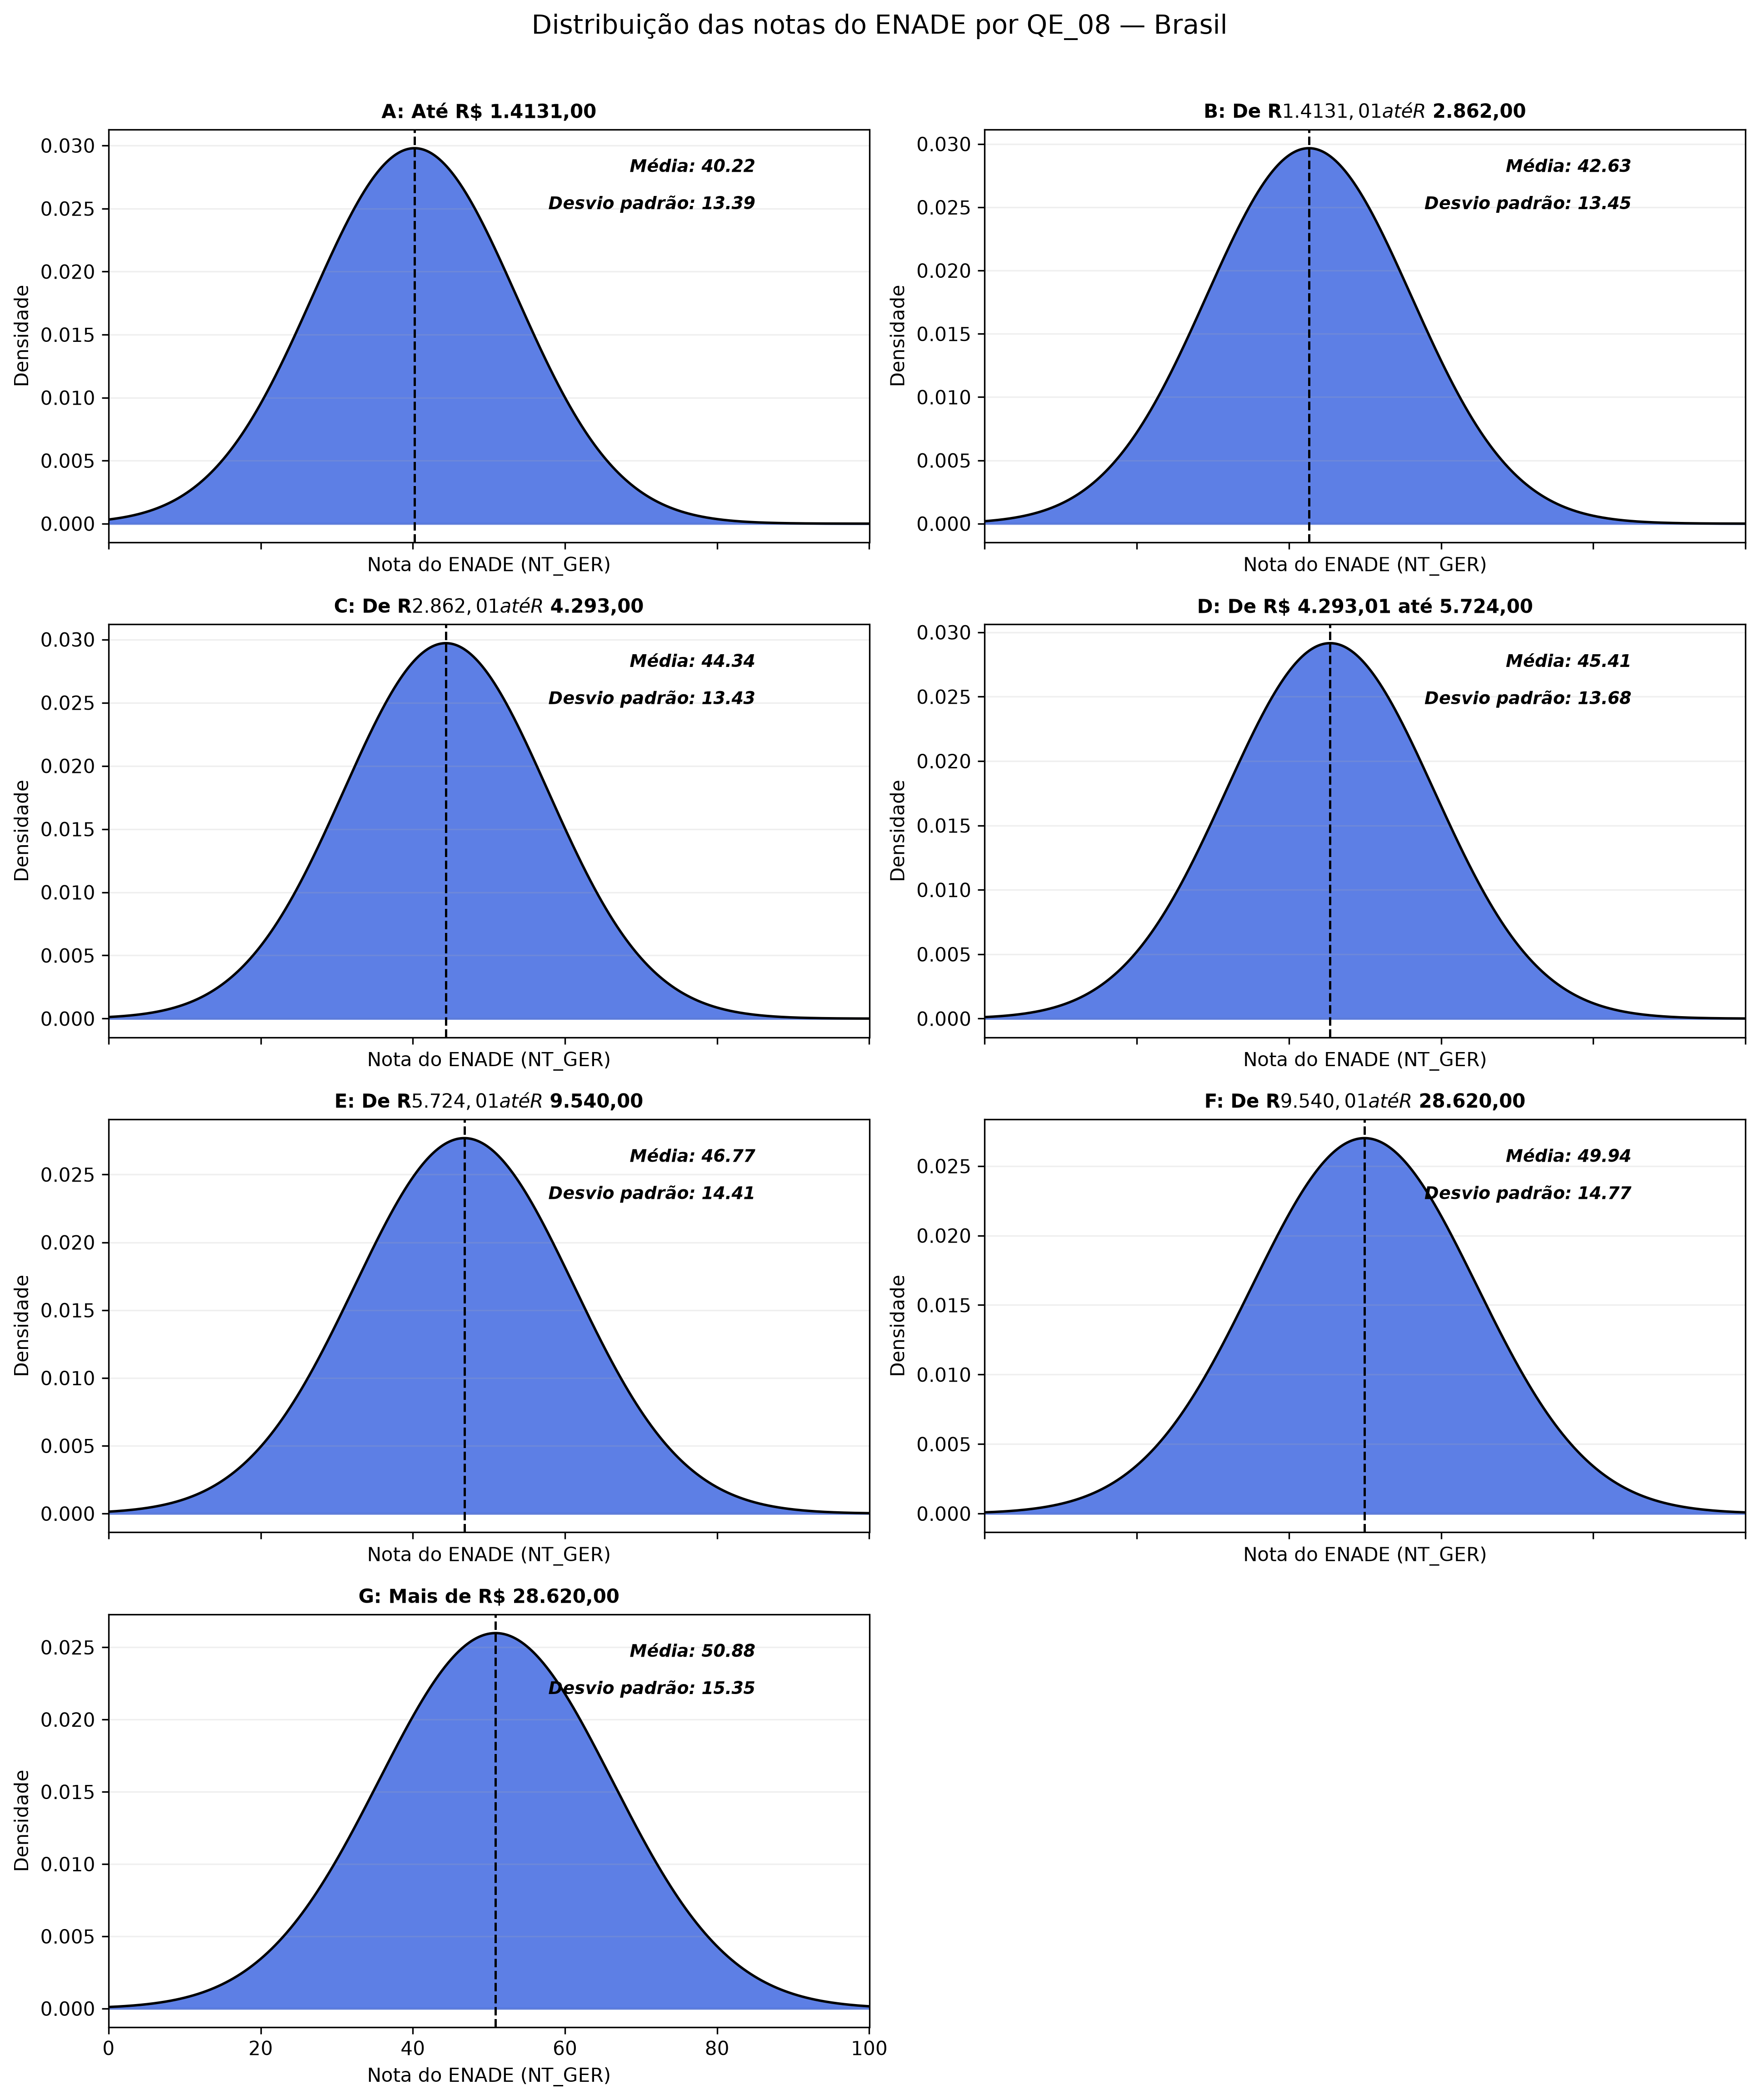 Distribuição das notas do ENADE por QE_08 — Brasil
A: Até R$ 1.4131,00
0.030
0.025
0.020
0.015
0.010
0.005
0.000
Densidade
Média: 40.22
Desvio padrão: 13.39
Nota do ENADE (NT_GER)
B: De R1.4131,01atéR 2.862,00
0.030
0.025
0.020
0.015
0.010
0.005
0.000
Densidade
Média: 42.63
Desvio padrão: 13.45
Nota do ENADE (NT_GER)
C: De R2.862,01atéR 4.293,00
0.030
0.025
0.020
0.015
0.010
0.005
0.000
Densidade
Média: 44.34
Desvio padrão: 13.43
Nota do ENADE (NT_GER)
D: De R$ 4.293,01 até 5.724,00
0.030
0.025
0.020
0.015
0.010
0.005
0.000
Densidade
Média: 45.41
Desvio padrão: 13.68
Nota do ENADE (NT_GER)
E: De R5.724,01atéR 9.540,00
0.025
0.020
0.015
0.010
0.005
0.000
Densidade
Média: 46.77
Desvio padrão: 14.41
Nota do ENADE (NT_GER)
F: De R9.540,01atéR 28.620,00
0.025
0.020
0.015
0.010
0.005
0.000
Densidade
Média: 49.94
Desvio padrão: 14.77
Nota do ENADE (NT_GER)
G: Mais de R$ 28.620,00
0.025
0.020
0.015
0.010
0.005
0.000
Densidade
Média: 50.88
Desvio padrão: 15.35
0 20 40 60 80 100
Nota do ENADE (NT_GER)